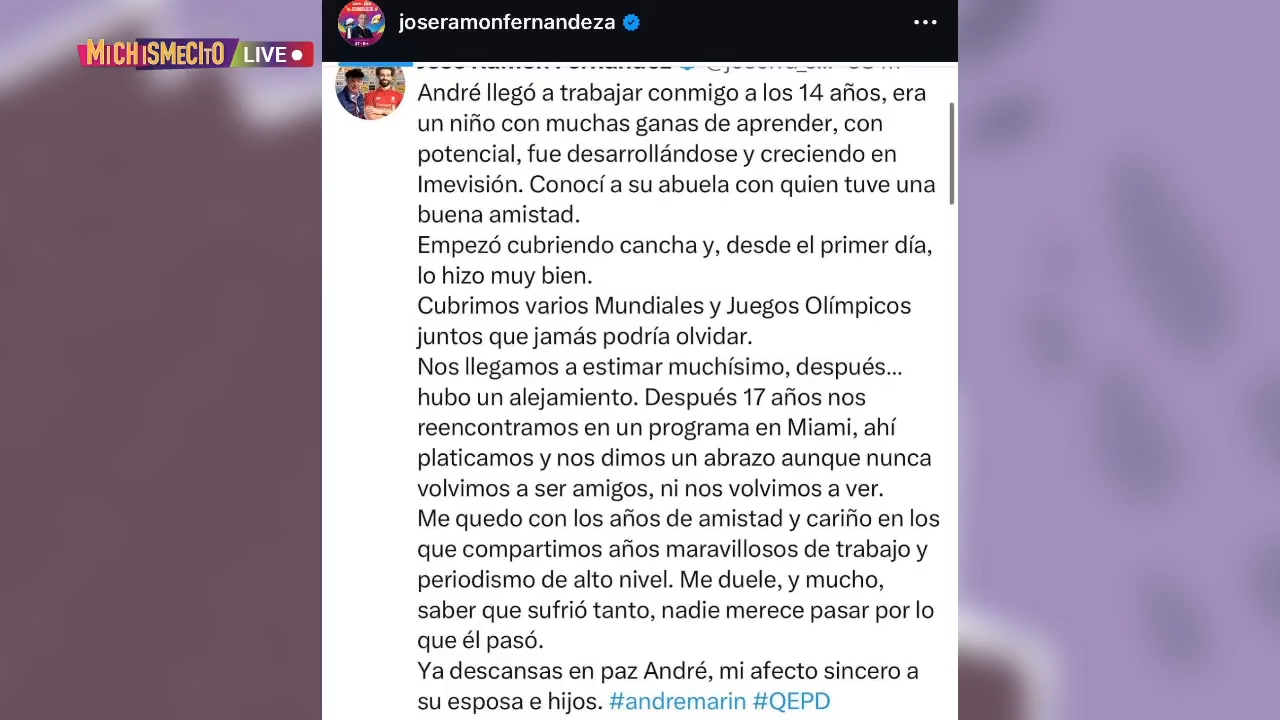 joseramonfernandeza
MICHISMECITO LIVE
André llegó a trabajar conmigo a los 14 años, era
un niño con muchas ganas de aprender, con
potencial, fue desarrollándose y creciendo en
Imevisión. Conocí a su abuela con quien tuve una
buena amistad.
Empezó cubriendo cancha y, desde el primer día,
lo hizo muy bien.
Cubrimos varios Mundiales y Juegos Olímpicos
juntos que jamás podría olvidar.
Nos llegamos a estimar muchísimo, después...
hubo un alejamiento. Después 17 años nos
reencontramos en un programa en Miami, ahí
platicamos y nos dimos un abrazo aunque nunca
volvimos a ser amigos, ni nos volvimos a ver.
Me quedo con los años de amistad y cariño en los
que compartimos años maravillosos de trabajo y
periodismo de alto nivel. Me duele, y mucho,
saber que sufrió tanto, nadie merece pasar por lo
que él pasó.
Ya descansas en paz André, mi afecto sincero a
su esposa e hijos. #andremarin #QEPD